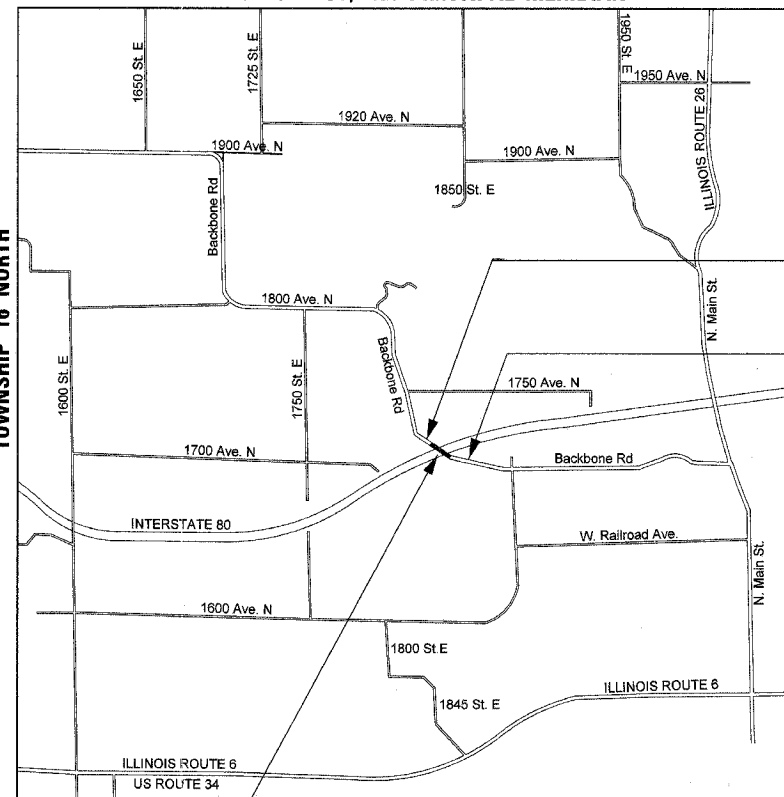 1650 St. E
1725 St. E
1950 St. E
1950 Ave. N
ILLINOIS ROUTE 26
1920 Ave. N
1900 Ave. N
1900 Ave. N
1850 St. E
Backbone Rd
TOWNSHIP 16 NORTH
1800 Ave. N
N. Main St.
1600 St. E
1750 St. E
Backbone Rd
1750 Ave. N
1700 Ave. N
Backbone Rd
INTERSTATE 80
W. Railroad Ave.
N. Main St.
1600 Ave. N
1800 St.E
1845 St. E
ILLINOIS ROUTE 6
ILLINOIS ROUTE 6
US ROUTE 34